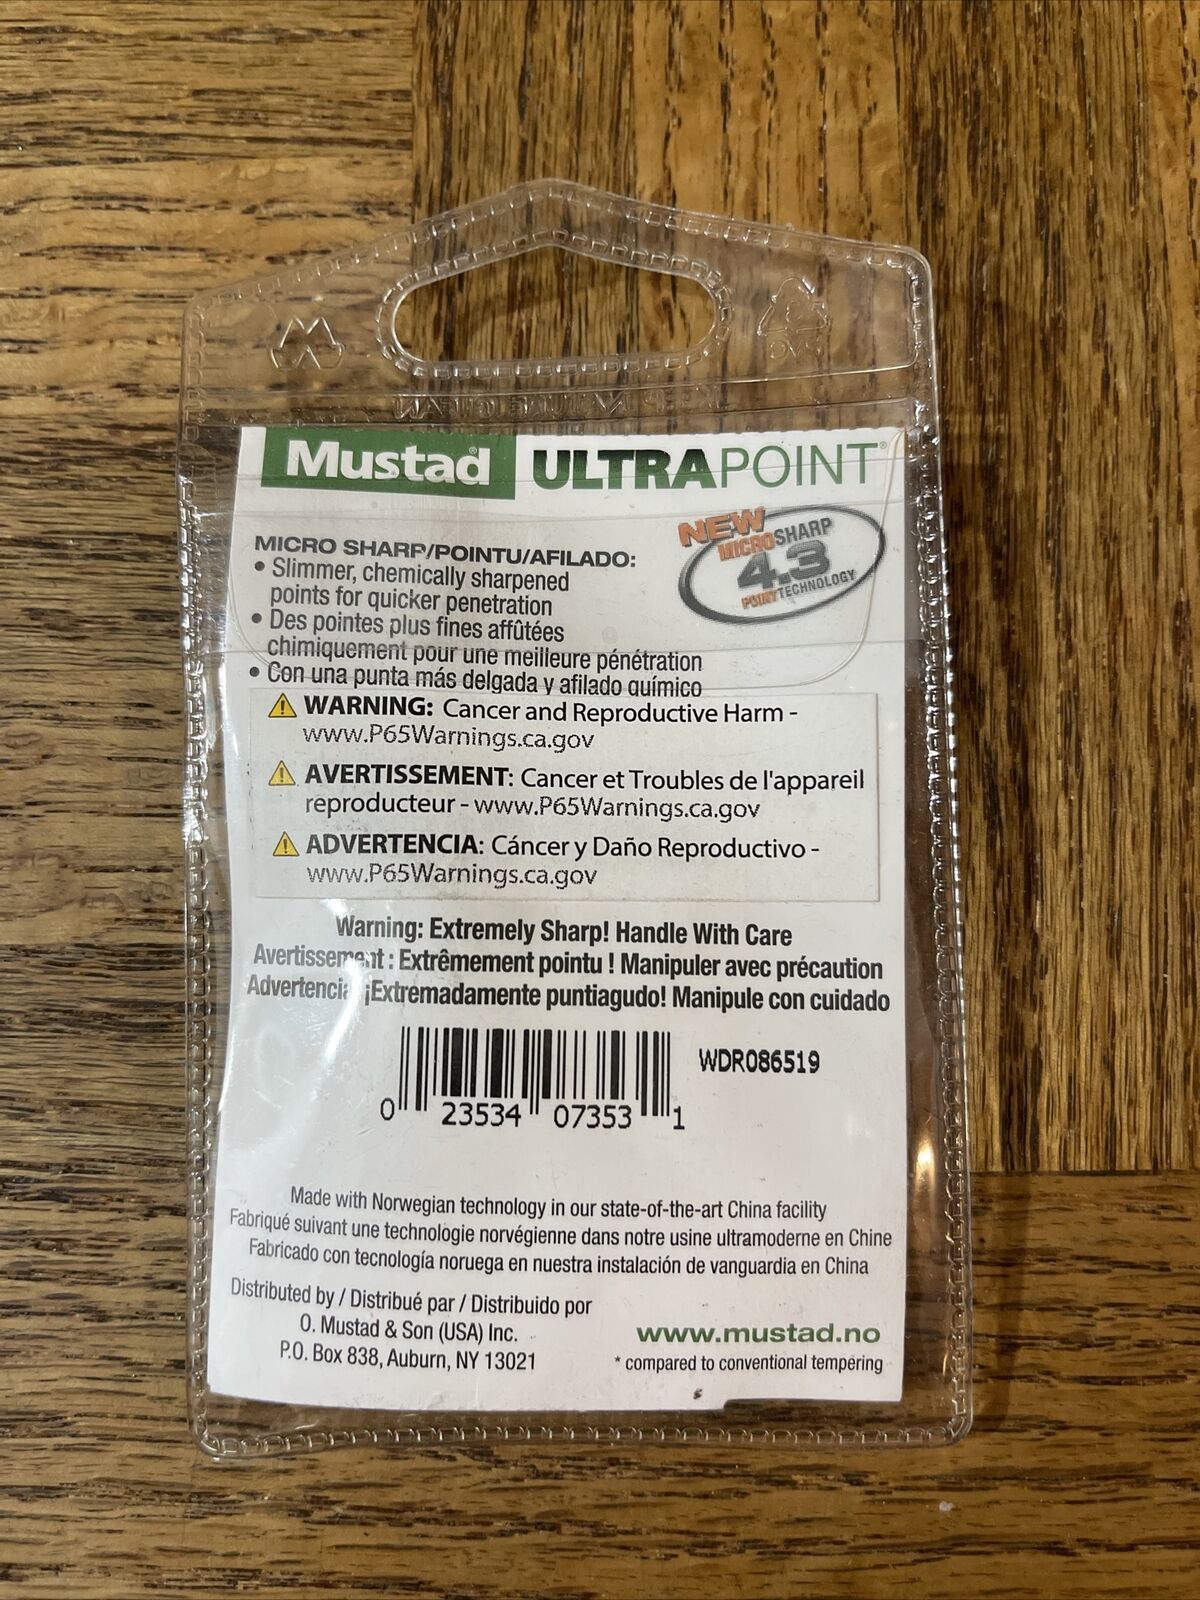 Mustad® ULTRAPOINT®
NEW
MICROSHARP
4.3
POINT TECHNOLOGY
MICRO SHARP/POINTU/AFILADO:
• Slimmer, chemically sharpened
points for quicker penetration
• Des pointes plus fines affûtées
chimiquement pour une meilleure pénétration
• Con una punta más delgada y afilado químico
WARNING: Cancer and Reproductive Harm -
www.P65Warnings.ca.gov
AVERTISSEMENT: Cancer et Troubles de l'appareil
reproducteur - www.P65Warnings.ca.gov
ADVERTENCIA: Cáncer y Daño Reproductivo -
www.P65Warnings.ca.gov
Warning: Extremely Sharp! Handle With Care
Avertissement : Extrêmement pointu ! Manipuler avec précaution
Advertencia ¡Extremadamente puntiagudo! Manipule con cuidado
WDR086519
0 23534 07353 1
Made with Norwegian technology in our state-of-the-art China facility
Fabriqué suivant une technologie norvégienne dans notre usine ultramoderne en Chine
Fabricado con tecnología noruega en nuestra instalación de vanguardia en China
Distributed by / Distribué par / Distribuido por
O. Mustad & Son (USA) Inc.
P.O. Box 838, Auburn, NY 13021
www.mustad.no
* compared to conventional tempering